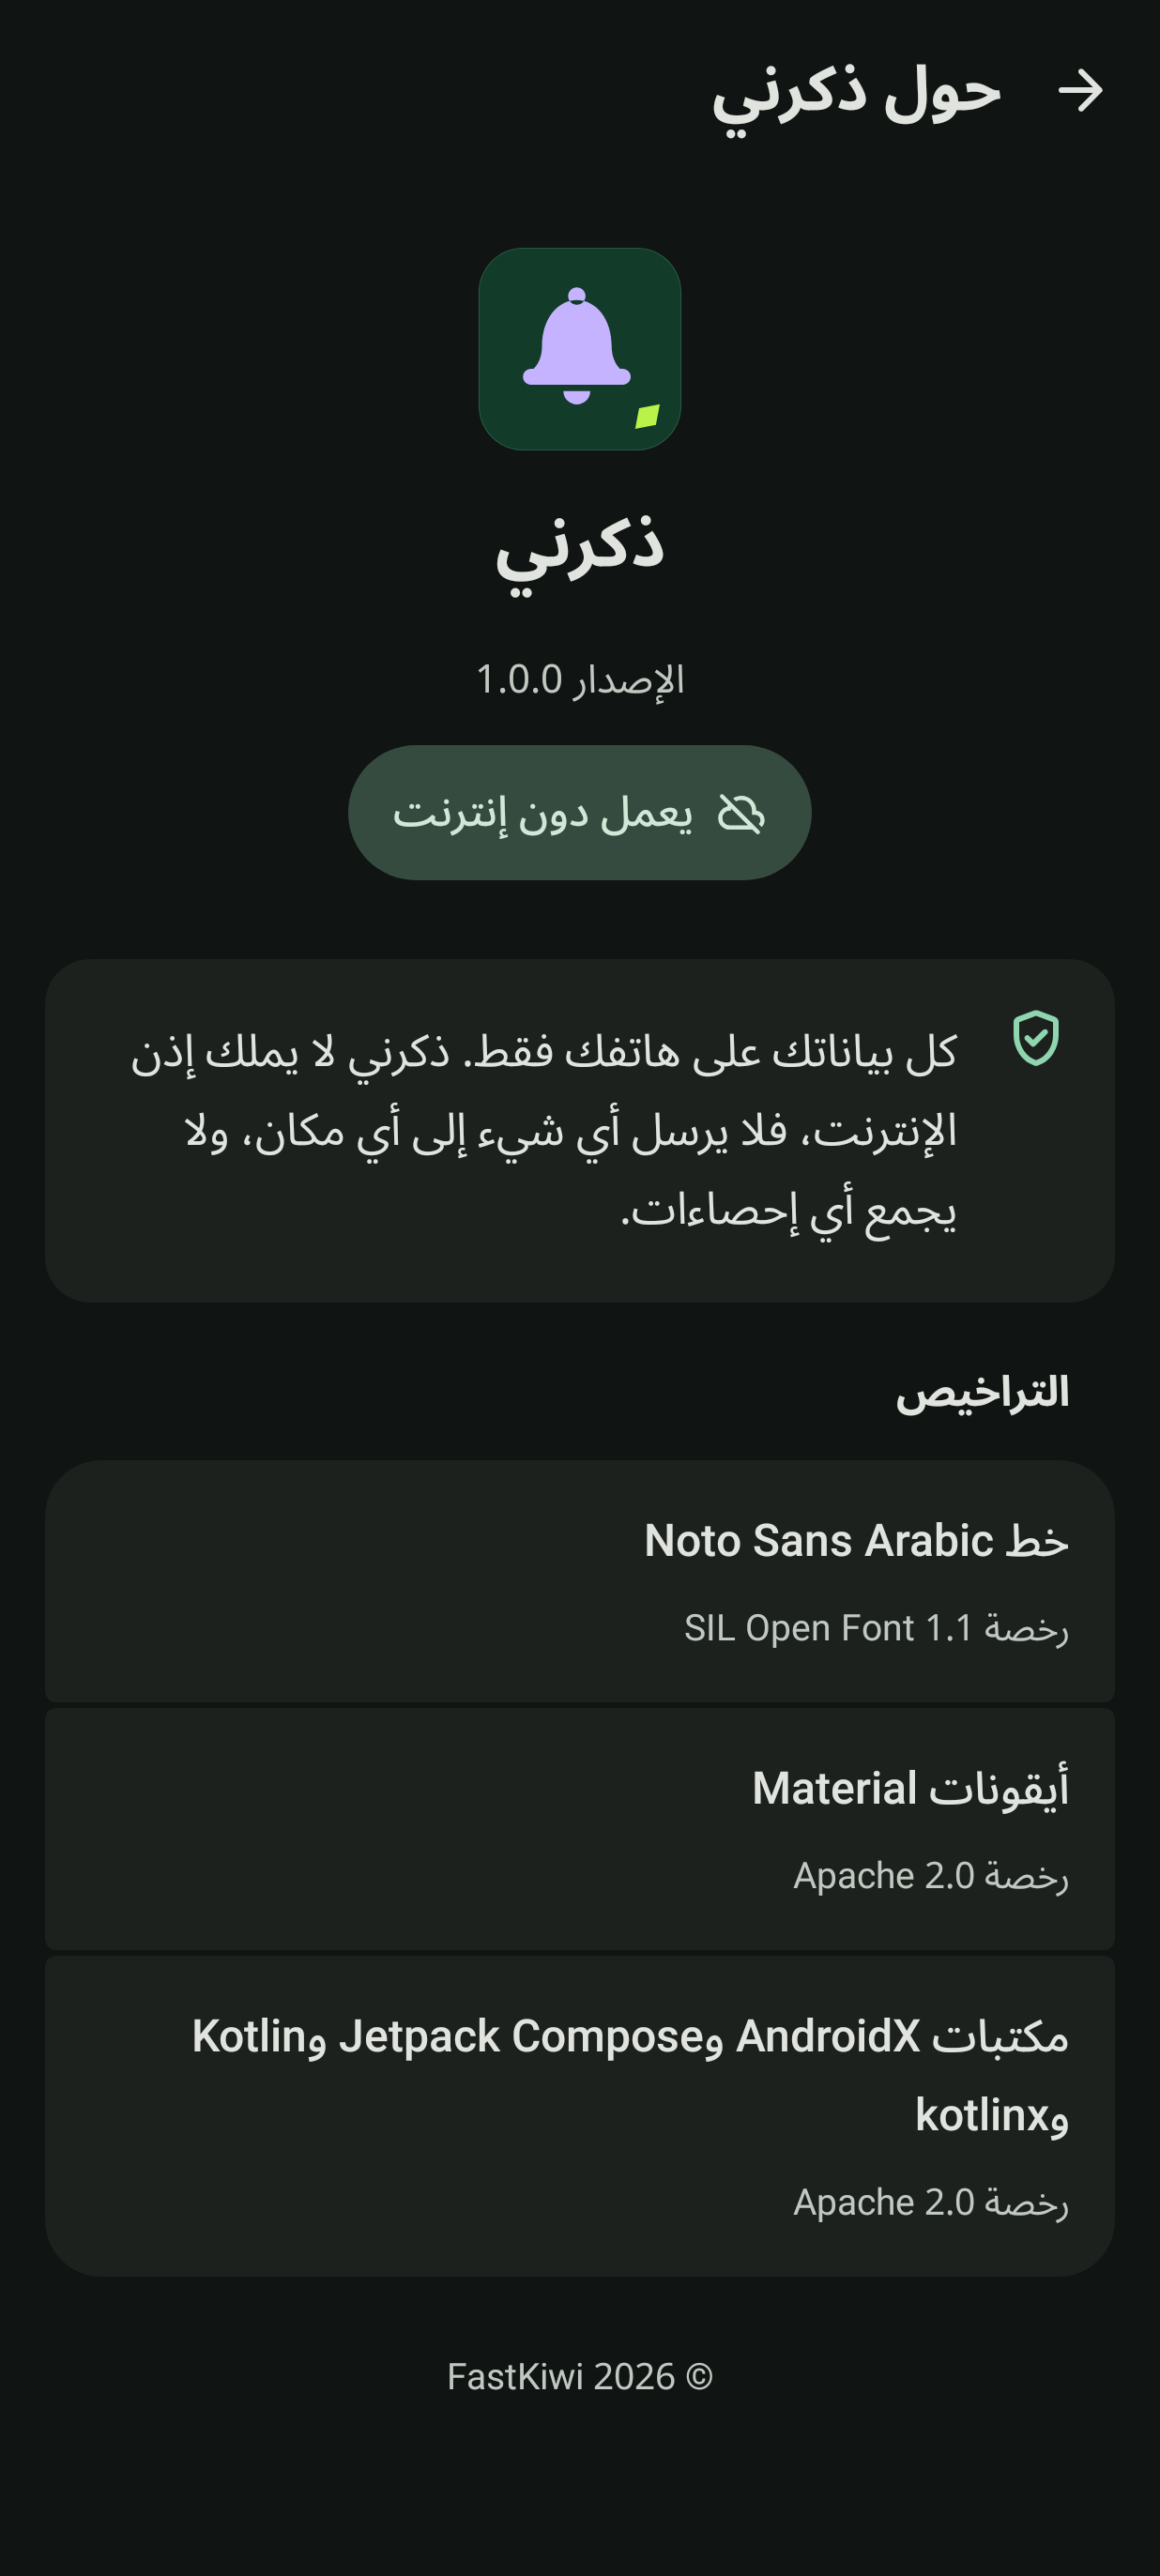 حول ذكرني
ذكرني
الإصدار 1.0.0
يعمل دون إنترنت
كل بياناتك على هاتفك فقط. ذكرني لا يملك إذن
الإنترنت، فلا يرسل أي شيء إلى أي مكان، ولا
يجمع أي إحصاءات.
التراخيص
خط Noto Sans Arabic
رخصة SIL Open Font 1.1
أيقونات Material
رخصة Apache 2.0
مكتبات AndroidX وJetpack Compose وKotlin
وkotlinx
رخصة Apache 2.0
© 2026 FastKiwi